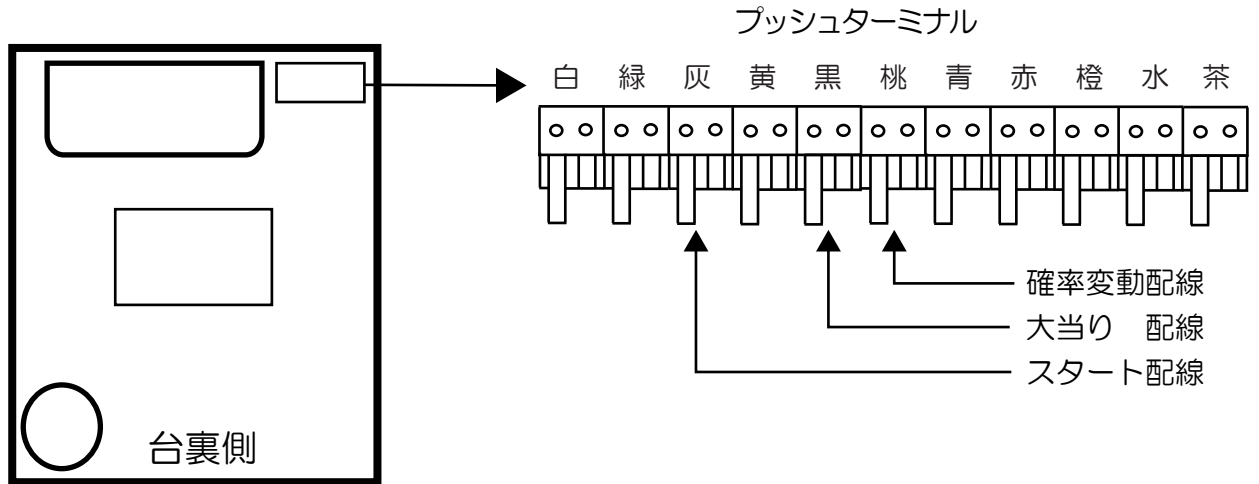 プッシュターミナル
白 緑 灰 黄 黒 桃 青 赤 橙 水 茶
確率変動配線
大当り　配線
スタート配線
台裏側